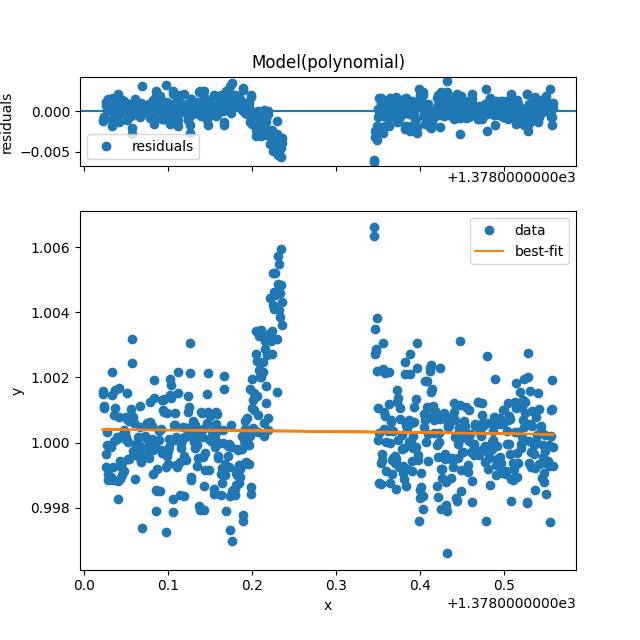 Model(polynomial)
residuals
0.000
−0.005
residuals
+1.3780000000e3
y
1.006
1.004
1.002
1.000
0.998
data
best-fit
0.0 0.1 0.2 0.3 0.4 0.5
x
+1.3780000000e3